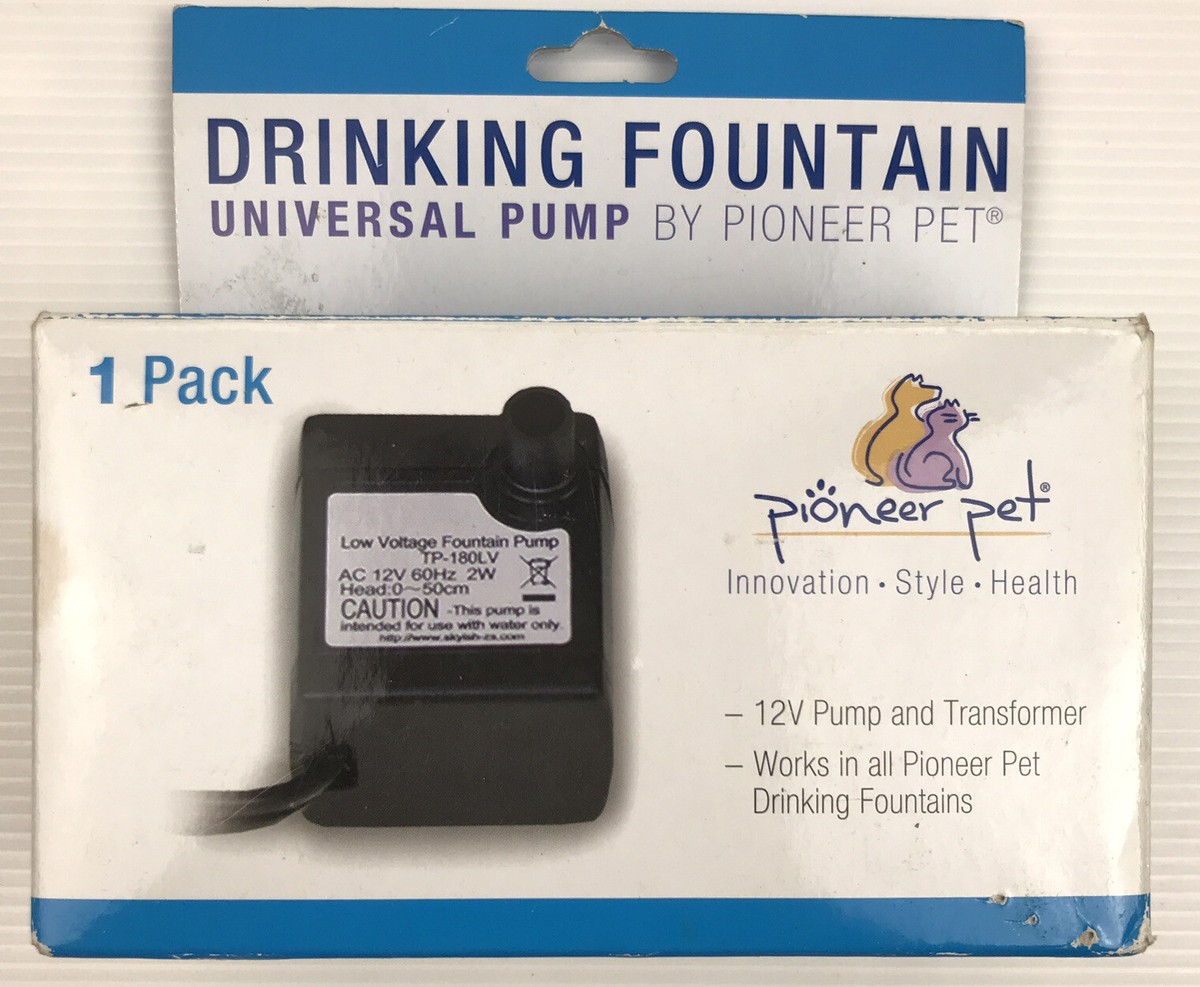 DRINKING FOUNTAIN
UNIVERSAL PUMP BY PIONEER PET®
1 Pack
Low Voltage Fountain Pump
TP-180LV
AC 12V 60Hz 2W
Head:0~50cm
CAUTION -This pump is
intended for use with water only.
pioneer pet®
Innovation • Style • Health
– 12V Pump and Transformer
– Works in all Pioneer Pet
Drinking Fountains